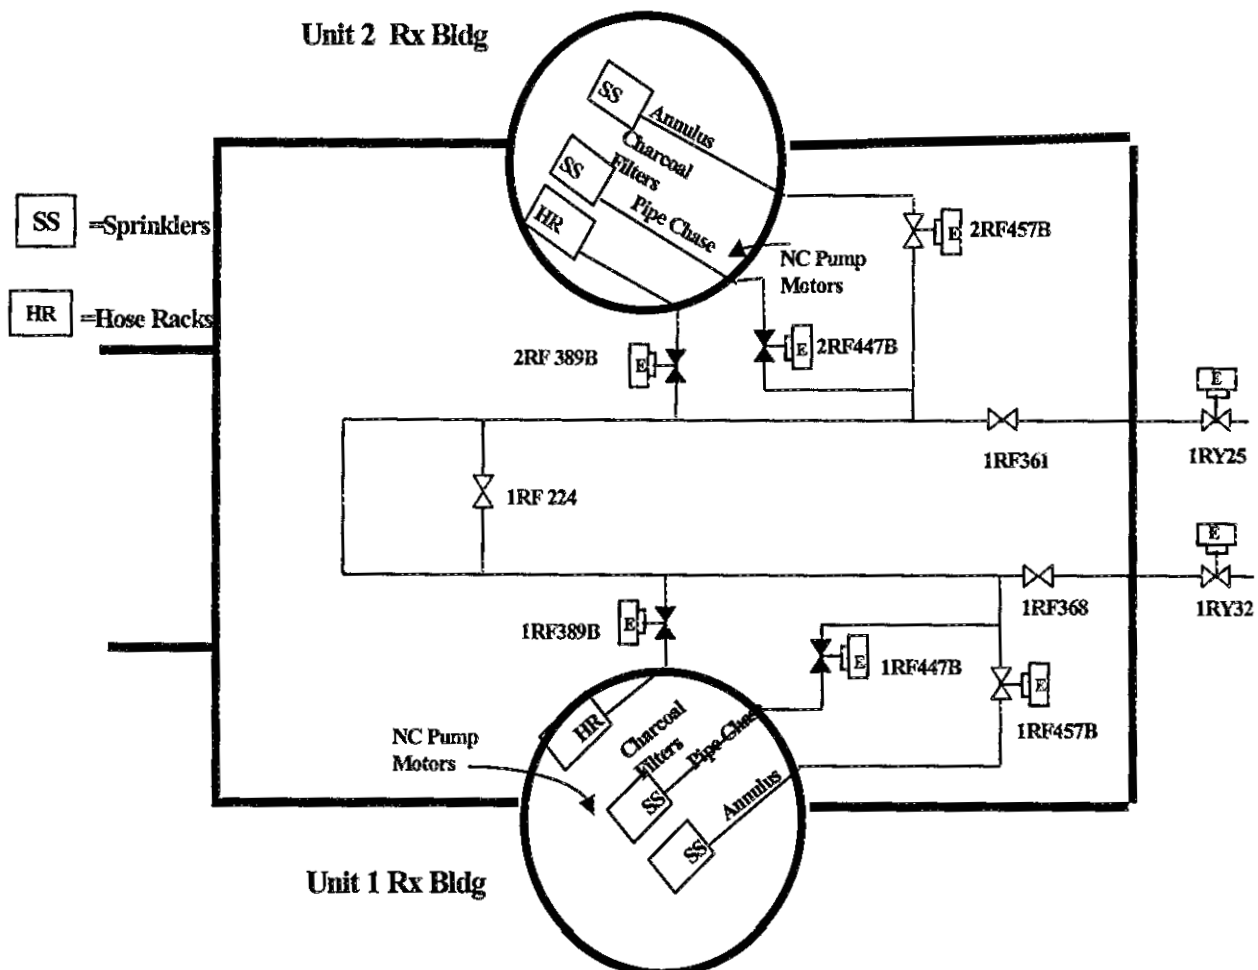 Unit 2 Rx Bldg
SS =Sprinklers
HR =Hose Racks
SS
Annulus
Charcoal
Filters
SS
Pipe Chase
HR
NC Pump
Motors
E 2RF457B
2RF 389B E
E 2RF447B
E
1RF361
1RY25
1RF 224
E
1RF368
1RY32
1RF389B E
E 1RF447B
E
1RF457B
HR
Charcoal
Filters
Pipe Chase
NC Pump
Motors
SS
Annulus
SS
Unit 1 Rx Bldg